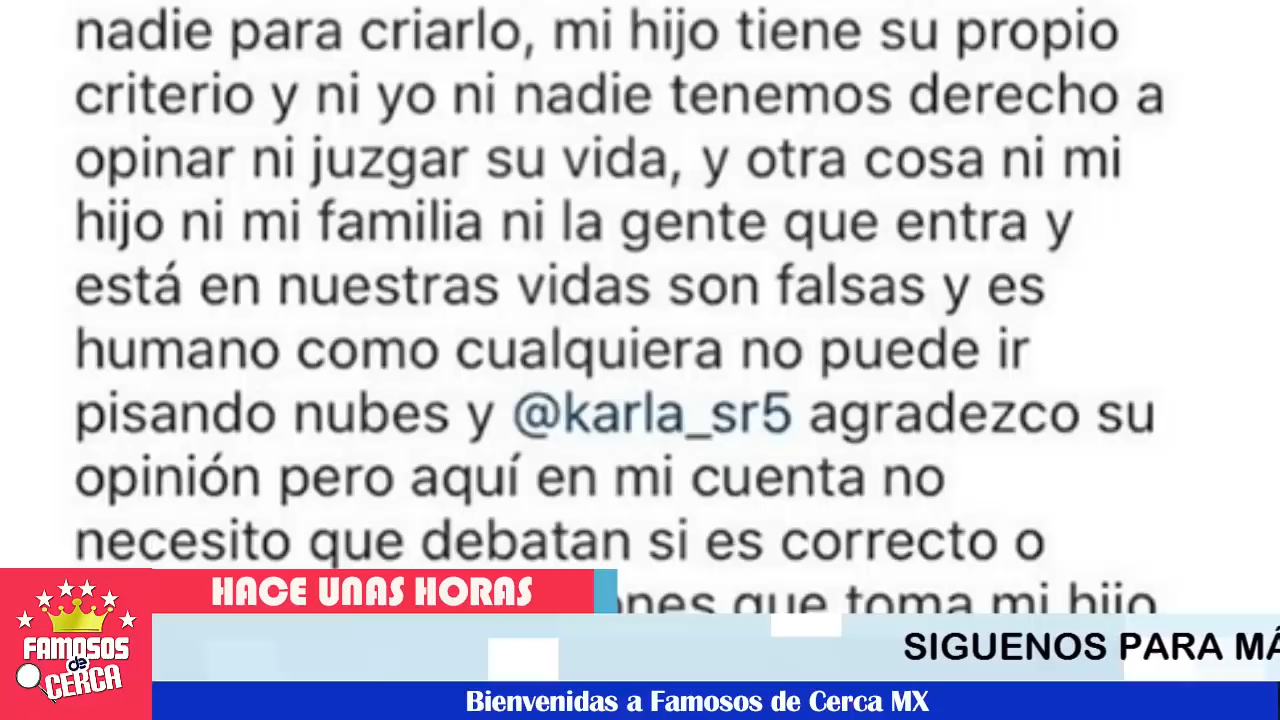 nadie para criarlo, mi hijo tiene su propio
criterio y ni yo ni nadie tenemos derecho a
opinar ni juzgar su vida, y otra cosa ni mi
hijo ni mi familia ni la gente que entra y
está en nuestras vidas son falsas y es
humano como cualquiera no puede ir
pisando nubes y @karla_sr5 agradezco su
opinión pero aquí en mi cuenta no
necesito que debatan si es correcto o
que toma mi hijo
HACE UNAS HORAS
FAMOSOS
de
CERCA
SIGUENOS PARA MÁ
Bienvenidas a Famosos de Cerca MX